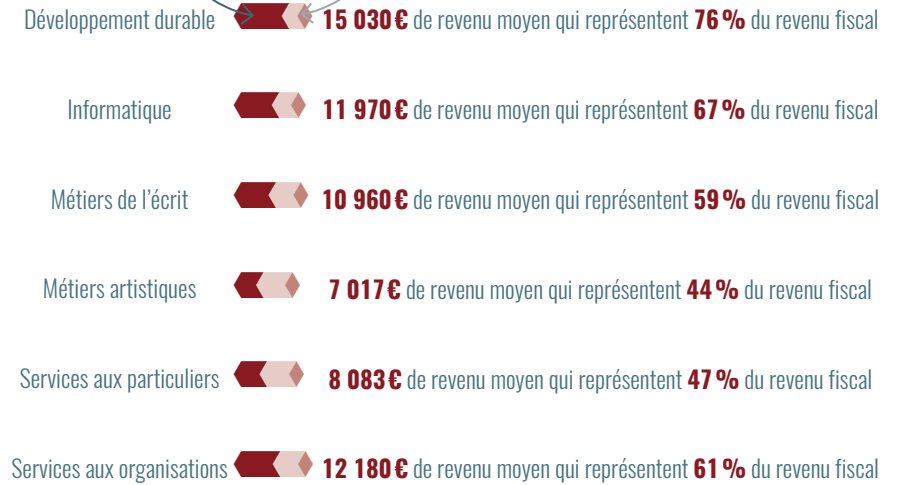 Développement durable 15 030 € de revenu moyen qui représentent 76 % du revenu fiscal
Informatique 11 970 € de revenu moyen qui représentent 67 % du revenu fiscal
Métiers de l'écrit 10 960 € de revenu moyen qui représentent 59 % du revenu fiscal
Métiers artistiques 7 017 € de revenu moyen qui représentent 44 % du revenu fiscal
Services aux particuliers 8 083 € de revenu moyen qui représentent 47 % du revenu fiscal
Services aux organisations 12 180 € de revenu moyen qui représentent 61 % du revenu fiscal